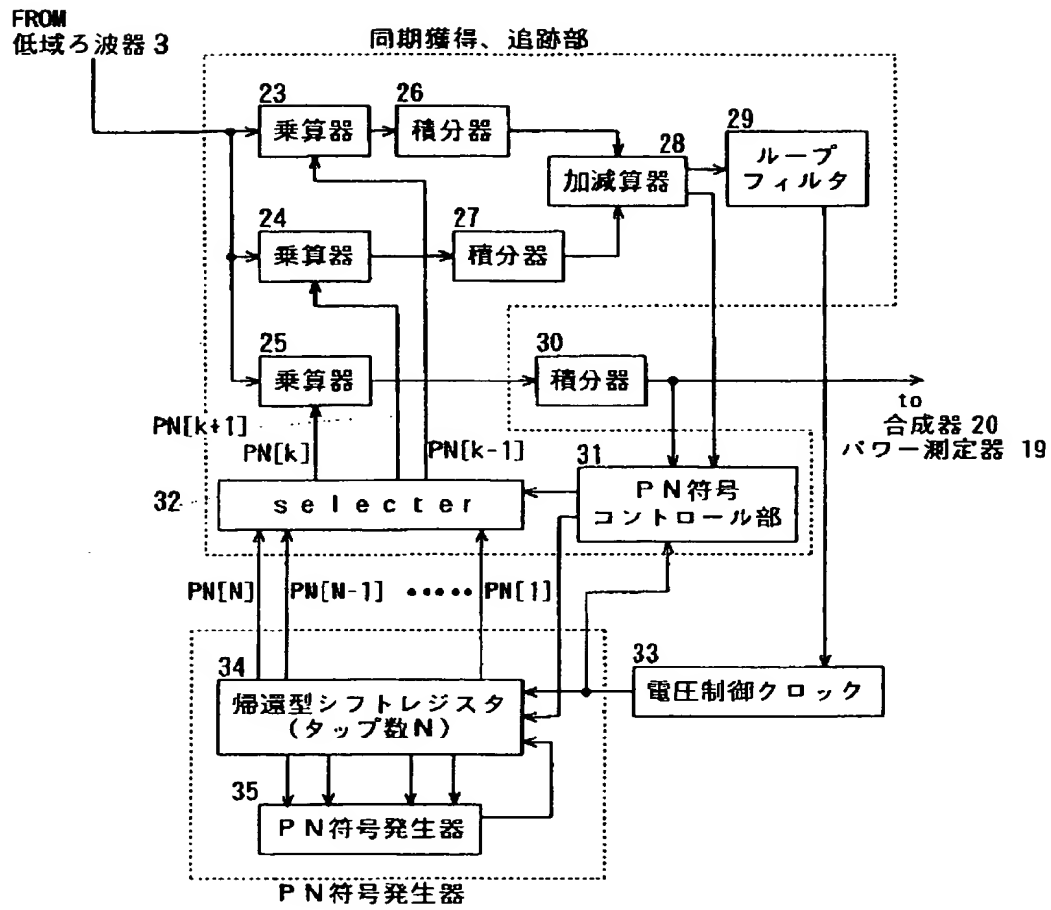 FROM
低域ろ波器 3
同期獲得、追跡部
23
乗算器
26
積分器
28
加減算器
29
ループ
フィルタ
24
乗算器
27
積分器
25
乗算器
30
積分器
to
合成器 20
パワー測定器 19
PN[k+1]
PN[k]
PN[k-1]
32
selecter
31
PN符号
コントロール部
PN[N]
PN[N-1]
•••••
PN[1]
34
帰還型シフトレジスタ
(タップ数N)
33
電圧制御クロック
35
PN符号発生器
PN符号発生器